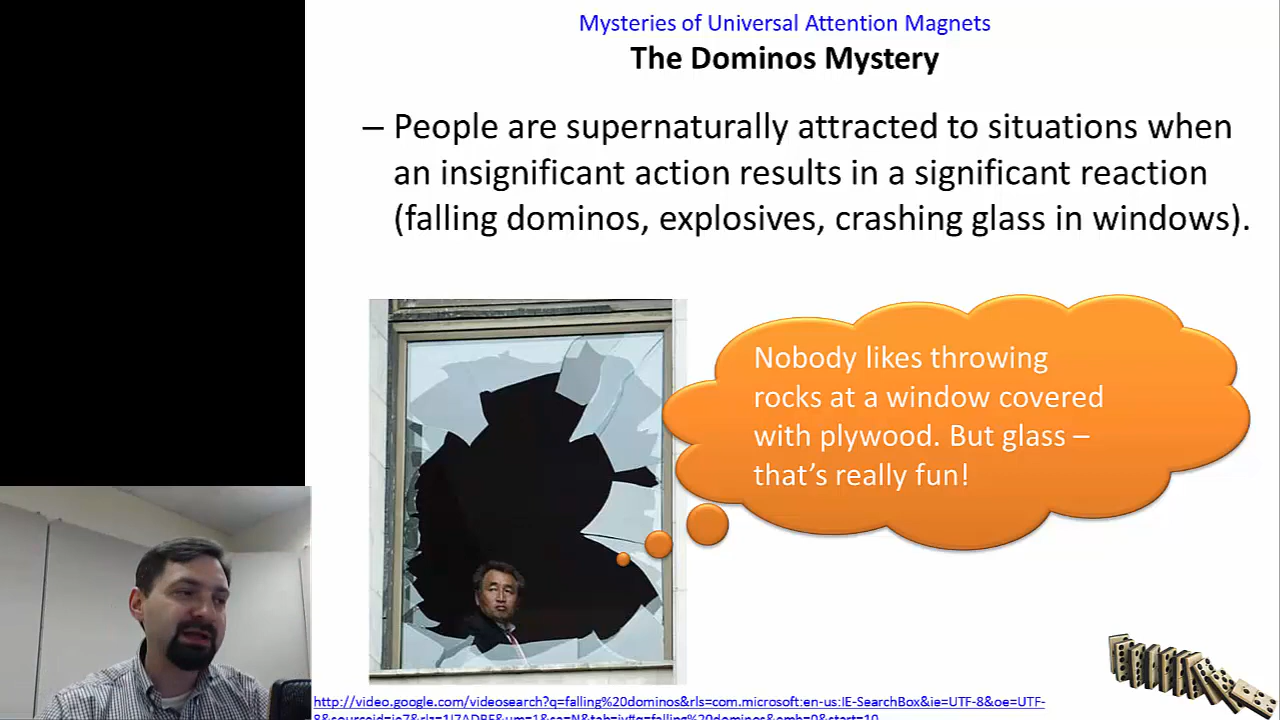 Mysteries of Universal Attention Magnets
The Dominos Mystery
– People are supernaturally attracted to situations when
an insignificant action results in a significant reaction
(falling dominos, explosives, crashing glass in windows).
Nobody likes throwing
rocks at a window covered
with plywood. But glass –
that's really fun!
http://video.google.com/videosearch?q=falling%20dominos&rls=com.microsoft:en-us:IE-SearchBox&ie=UTF-8&oe=UTF-